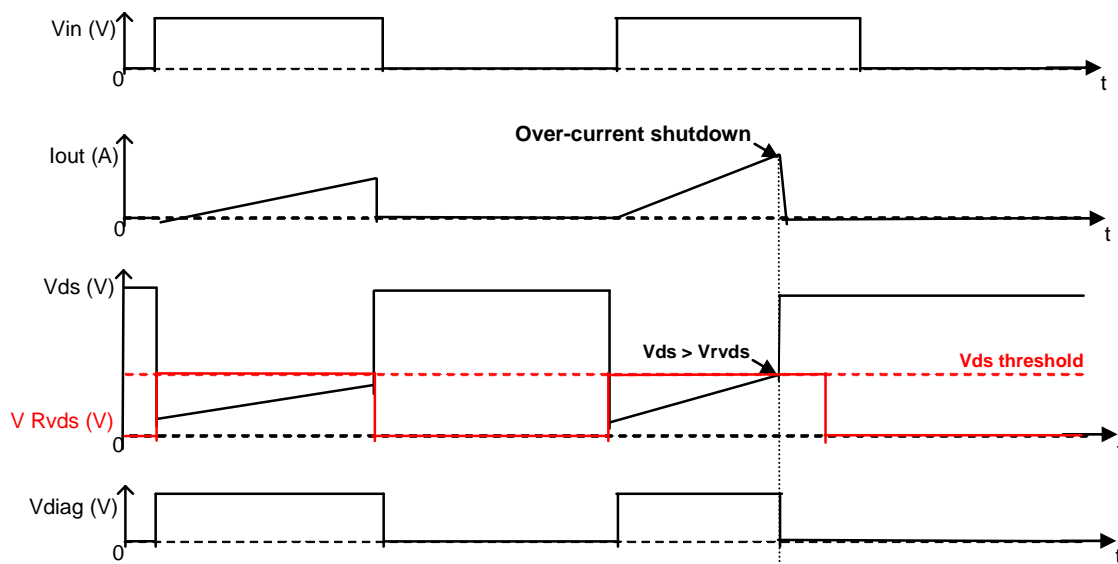 Vin (V)
0
t
Over-current shutdown
Iout (A)
0
t
Vds (V)
Vds > Vrvds
Vds threshold
V Rvds (V)
0
Vdiag (V)
0
t